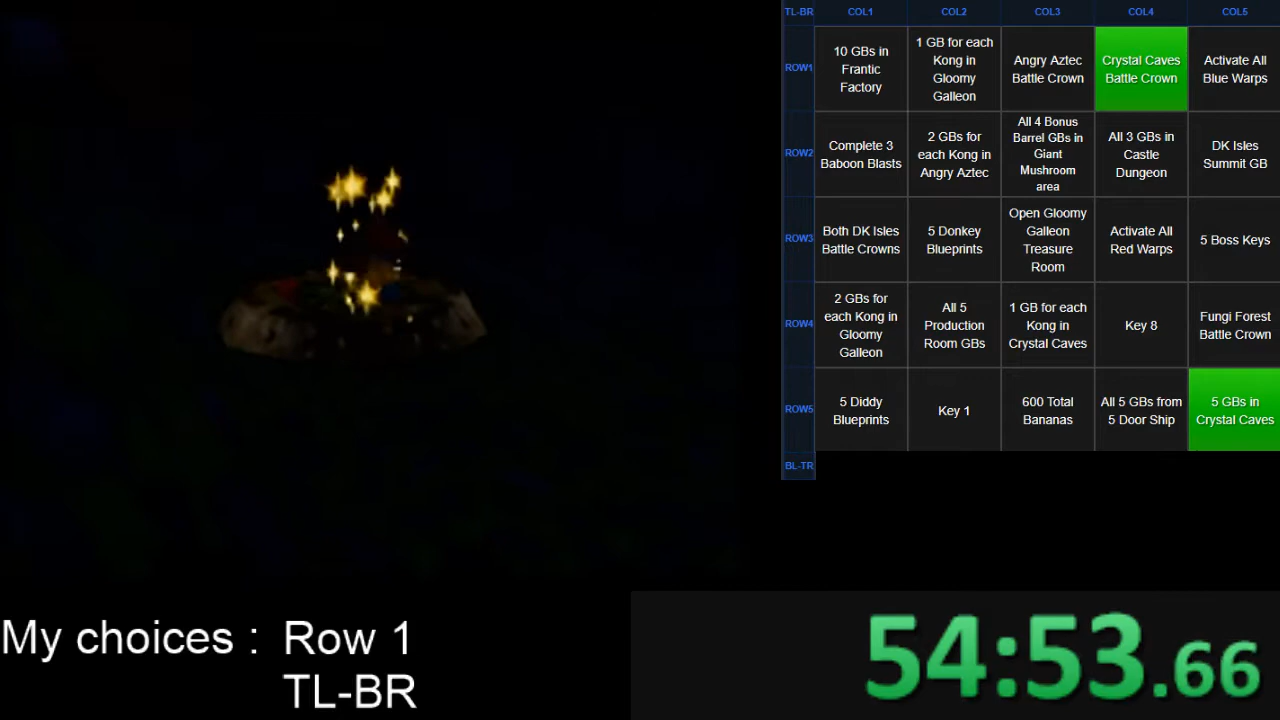 TL-BR COL1 COL2 COL3 COL4 COL5
ROW1
10 GBs in
Frantic
Factory
1 GB for each
Kong in
Gloomy
Galleon
Angry Aztec
Battle Crown
Crystal Caves
Battle Crown
Activate All
Blue Warps
ROW2
Complete 3
Baboon Blasts
2 GBs for
each Kong in
Angry Aztec
All 4 Bonus
Barrel GBs in
Giant
Mushroom
area
All 3 GBs in
Castle
Dungeon
DK Isles
Summit GB
ROW3
Both DK Isles
Battle Crowns
5 Donkey
Blueprints
Open Gloomy
Galleon
Treasure
Room
Activate All
Red Warps
5 Boss Keys
ROW4
2 GBs for
each Kong in
Gloomy
Galleon
All 5
Production
Room GBs
1 GB for each
Kong in
Crystal Caves
Key 8
Fungi Forest
Battle Crown
ROW5
5 Diddy
Blueprints
Key 1
600 Total
Bananas
All 5 GBs from
5 Door Ship
5 GBs in
Crystal Caves
BL-TR
My choices : Row 1
TL-BR
54:53.66